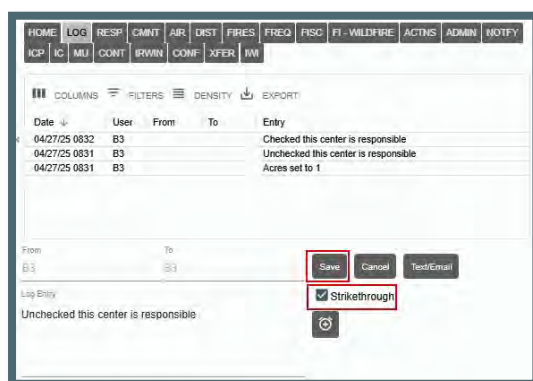 HOME LOG RESP CMNT AIR DIST FIRES FREQ FISC FI - WILDFIRE ACTNS ADMIN NOTFY
ICP IC MU CONT IRWIN CONF XFER IWI
COLUMNS FILTERS DENSITY EXPORT
Date User From To Entry
04/27/25 0832 B3 Checked this center is responsible
04/27/25 0831 B3 Unchecked this center is responsible
04/27/25 0831 B3 Acres set to 1
From To
B3 B3 Save Cancel Text/Email
Log Entry Strikethrough
Unchecked this center is responsible